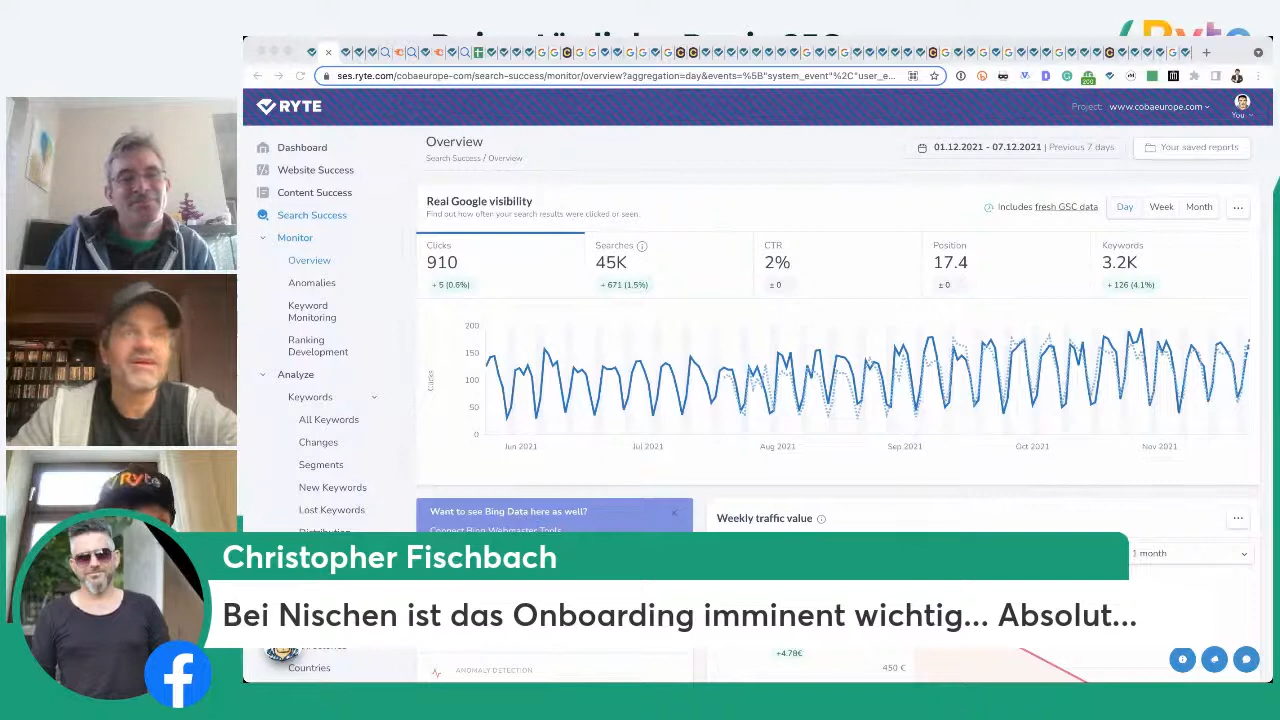 Ryte
ses.ryte.com/cobaeurope-com/search-success/monitor/overview?aggregation=day&events=%5B"system_event"%2C"user_e...
RYTE
Project: www.cobaeurope.com
You
Dashboard
Website Success
Content Success
Search Success
Monitor
Overview
Anomalies
Keyword
Monitoring
Ranking
Development
Analyze
Keywords
All Keywords
Changes
Segments
New Keywords
Lost Keywords
Countries
Overview
Search Success / Overview
01.12.2021 - 07.12.2021 | Previous 7 days
Your saved reports
Real Google visibility
Find out how often your search results were clicked or seen.
Includes fresh GSC data
Day
Week
Month
Clicks
910
+ 5 (0.6%)
Searches
45K
+ 671 (1.5%)
CTR
2%
± 0
Position
17.4
± 0
Keywords
3.2K
+ 126 (4.1%)
200
150
100
50
0
Clicks
Jun 2021
Jul 2021
Aug 2021
Sep 2021
Oct 2021
Nov 2021
Want to see Bing Data here as well?
Connect Bing Webmaster Tools
Weekly traffic value
1 month
+4.78€
450 €
ANOMALY DETECTION
Ryte
Christopher Fischbach
Bei Nischen ist das Onboarding imminent wichtig... Absolut...